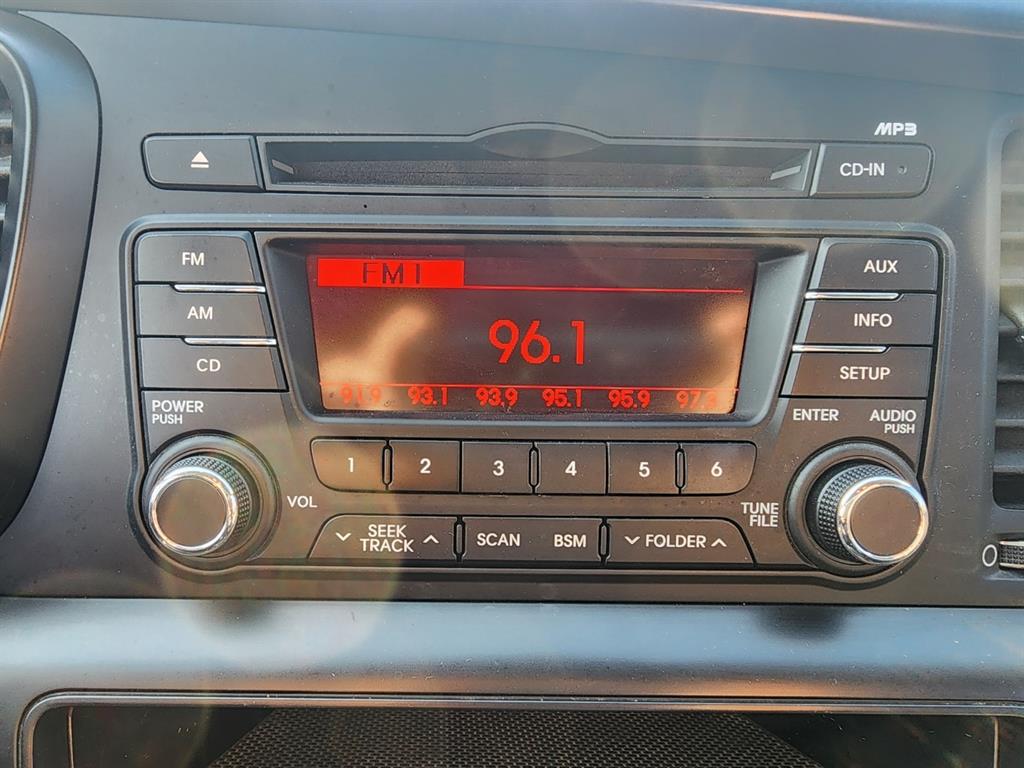 MP3
CD-IN
FM
AM
CD
FM1
96.1
91.9 93.1 93.9 95.1 95.9 97.3
AUX
INFO
SETUP
POWER
PUSH
ENTER
AUDIO
PUSH
1 2 3 4 5 6
VOL
TUNE
FILE
SEEK
TRACK
SCAN BSM
FOLDER